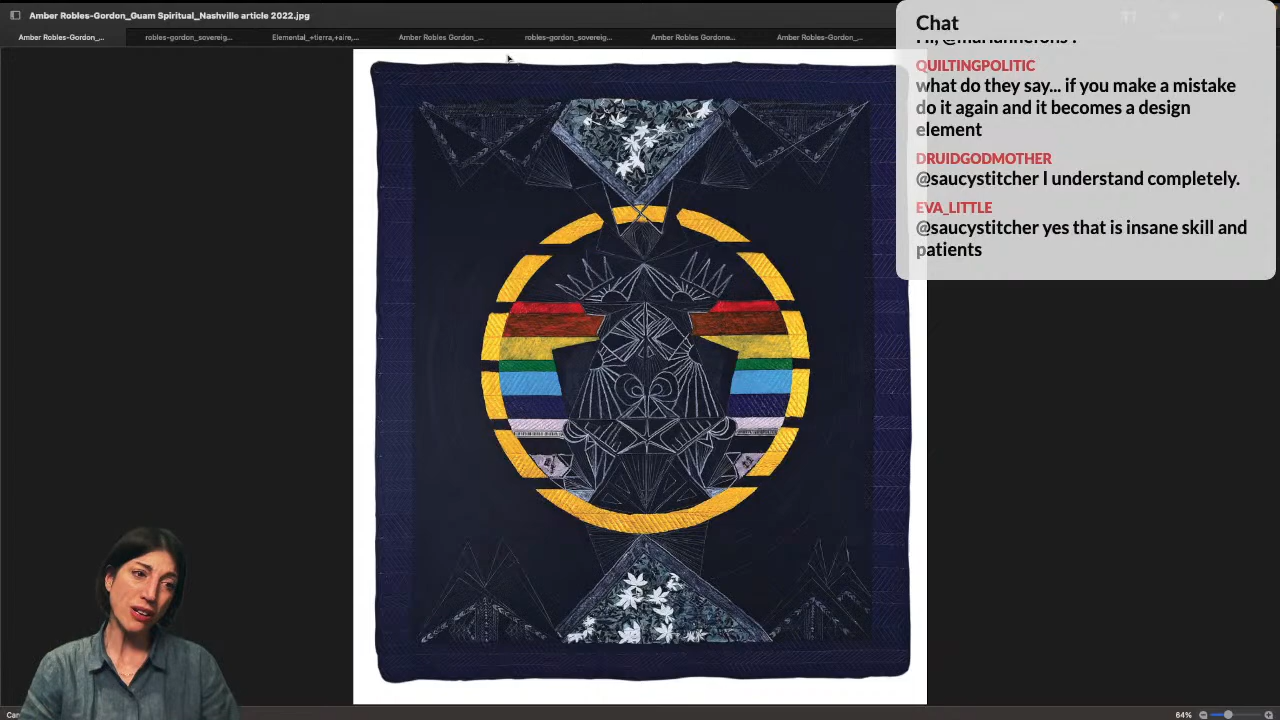 Amber Robles-Gordon_Guam Spiritual_Nashville article 2022.jpg
Amber Robles-Gordon_...
robles-gordon_sovereig...
Elemental_+tierra,+aire,...
Amber Robles Gordon_...
robles-gordon_sovereig...
Amber Robles Gordone...
Amber Robles-Gordon_...
Chat
QUILTINGPOLITIC
what do they say... if you make a mistake
do it again and it becomes a design
element
DRUIDGODMOTHER
@saucystitcher I understand completely.
EVA_LITTLE
@saucystitcher yes that is insane skill and
patients
64%